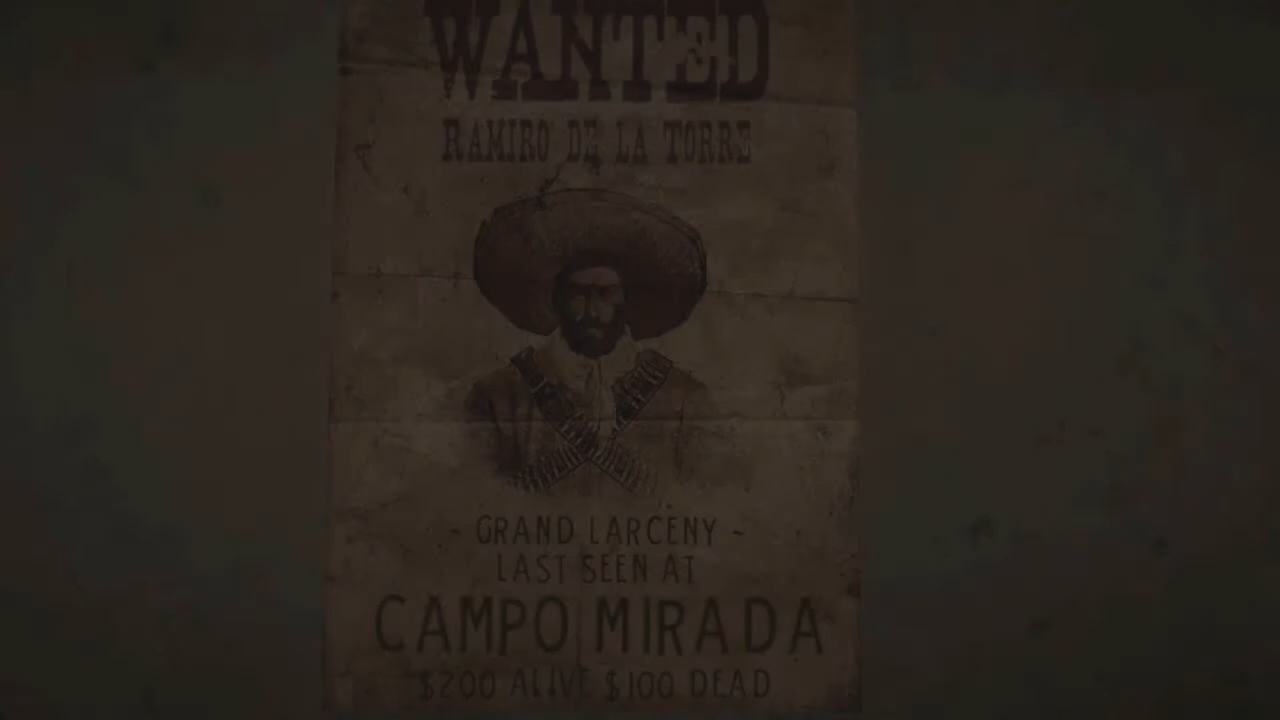 WANTED
RAMIRO DE LA TORRE
~ GRAND LARCENY ~
LAST SEEN AT
CAMPO MIRADA
$200 ALIVE $100 DEAD